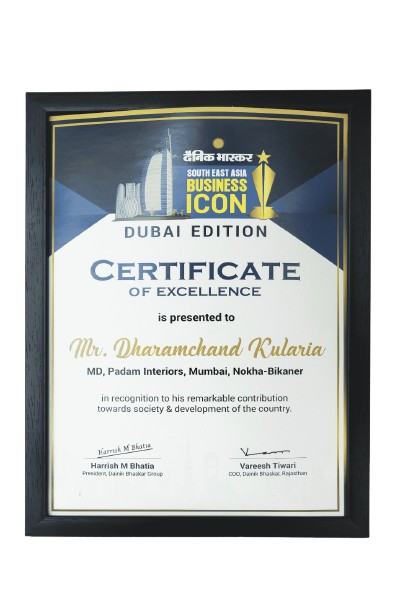 दैनिक भास्कर
SOUTH EAST ASIA
BUSINESS
ICON
DUBAI EDITION
CERTIFICATE
OF EXCELLENCE
is presented to
Mr. Dharamchand Kularia
MD, Padam Interiors, Mumbai, Nokha-Bikaner
in recognition to his remarkable contribution
towards society & development of the country.
Harrish M Bhatia
Harrish M Bhatia
President, Dainik Bhaskar Group
Vareesh Tiwari
COO, Dainik Bhaskar, Rajasthan